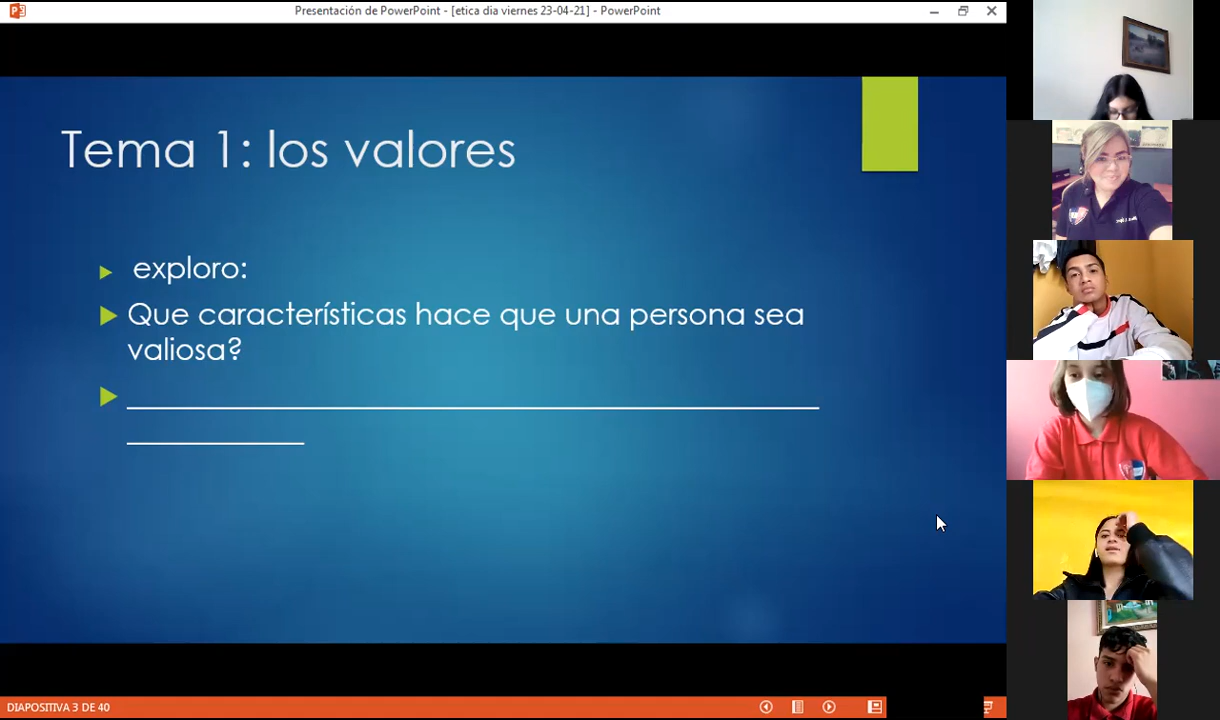 Presentación de PowerPoint - [etica dia viernes 23-04-21] - PowerPoint
Tema 1: los valores
exploro:
Que características hace que una persona sea
valiosa?
DIAPOSITIVA 3 DE 40